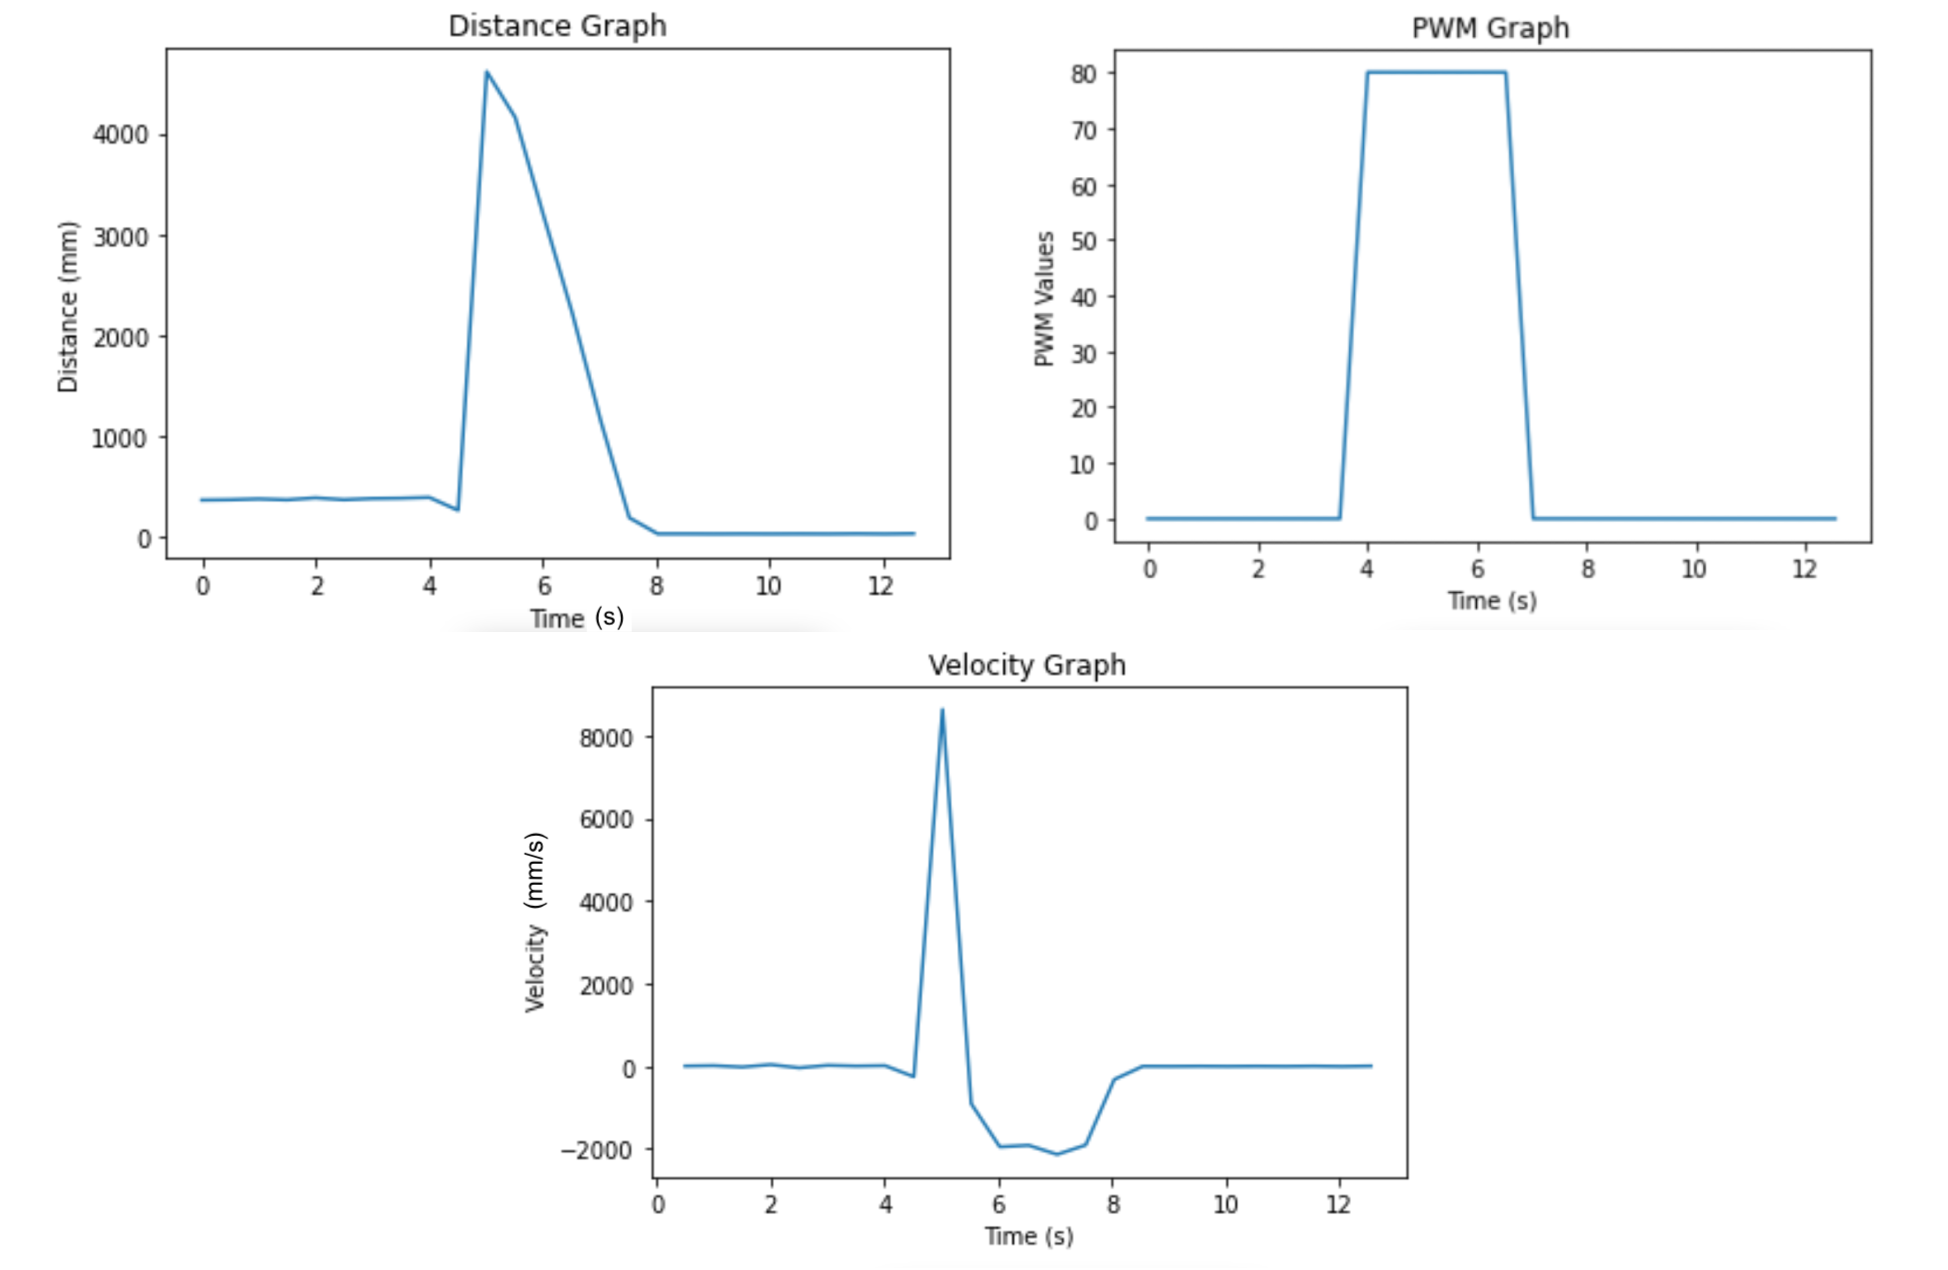 Distance Graph
4000
3000
2000
1000
0
Distance (mm)
0 2 4 6 8 10 12
Time (s)
PWM Graph
80
70
60
50
40
30
20
10
0
PWM Values
0 2 4 6 8 10 12
Time (s)
Velocity Graph
8000
6000
4000
2000
0
−2000
Velocity (mm/s)
0 2 4 6 8 10 12
Time (s)